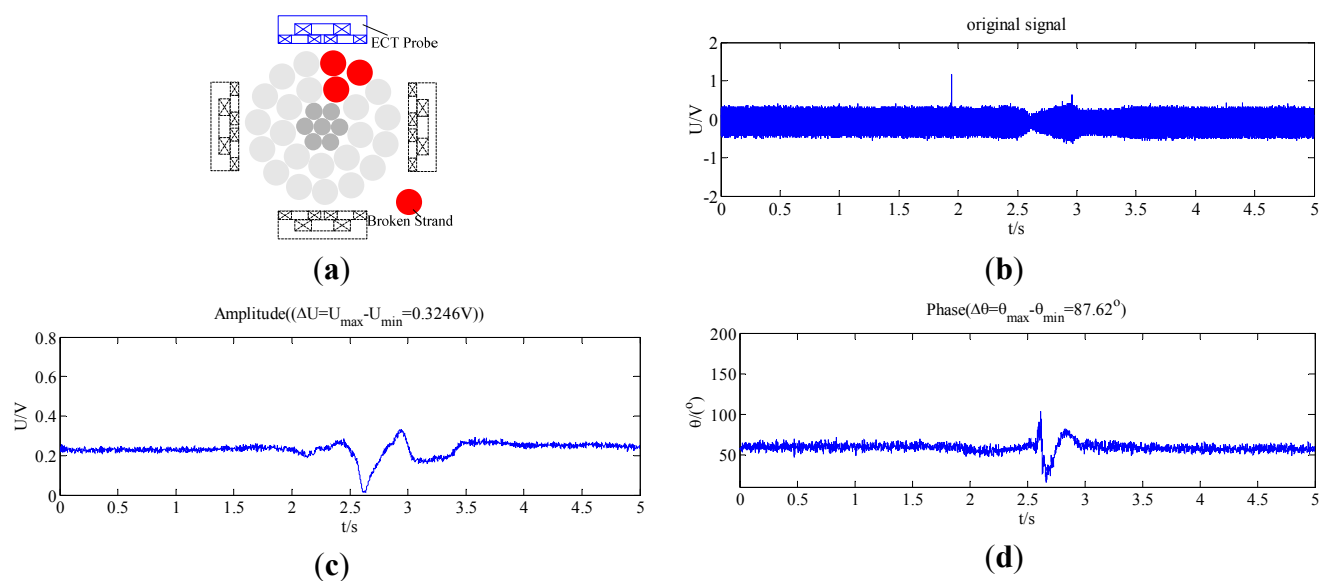 ECT Probe
Broken Strand
(a)
original signal
2
1
0
-1
-2
U/V
0 0.5 1 1.5 2 2.5 3 3.5 4 4.5 5
t/s
(b)
Amplitude((ΔU=U_max-U_min=0.3246V))
0.8
0.6
0.4
0.2
0
U/V
0 0.5 1 1.5 2 2.5 3 3.5 4 4.5 5
t/s
(c)
Phase(Δθ=θ_max-θ_min=87.62°)
200
150
100
50
θ/(°)
0 0.5 1 1.5 2 2.5 3 3.5 4 4.5 5
t/s
(d)